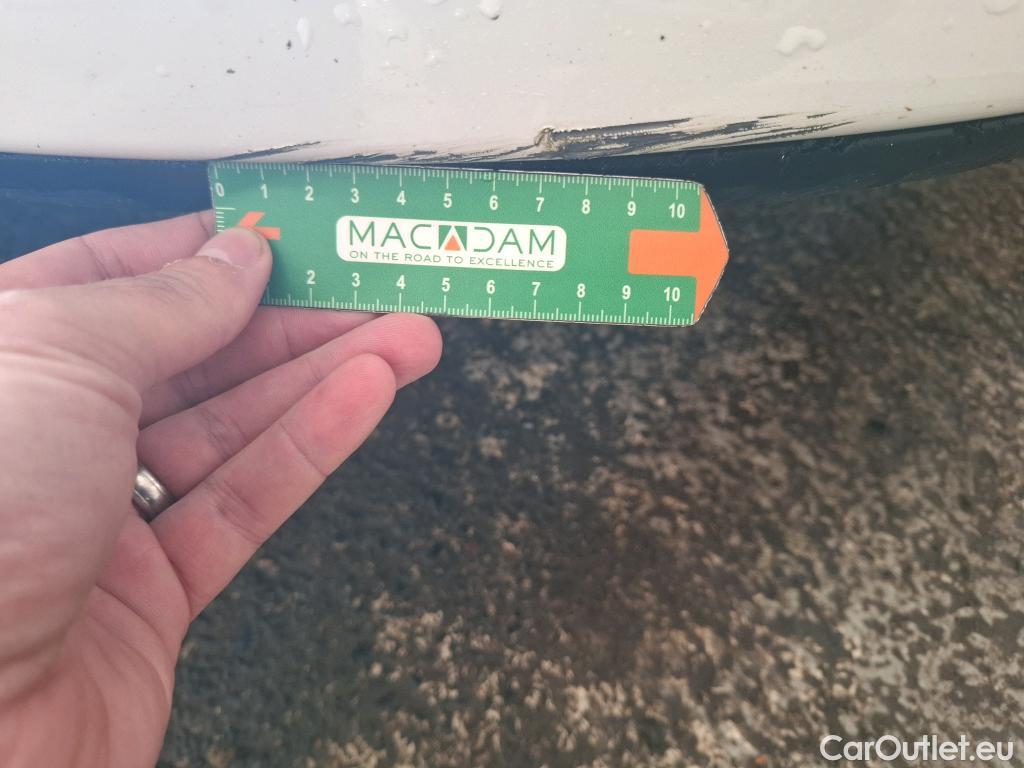 0 1 2 3 4 5 6 7 8 9 10
MACADAM
ON THE ROAD TO EXCELLENCE
2 3 4 5 6 7 8 9 10
CarOutlet.eu